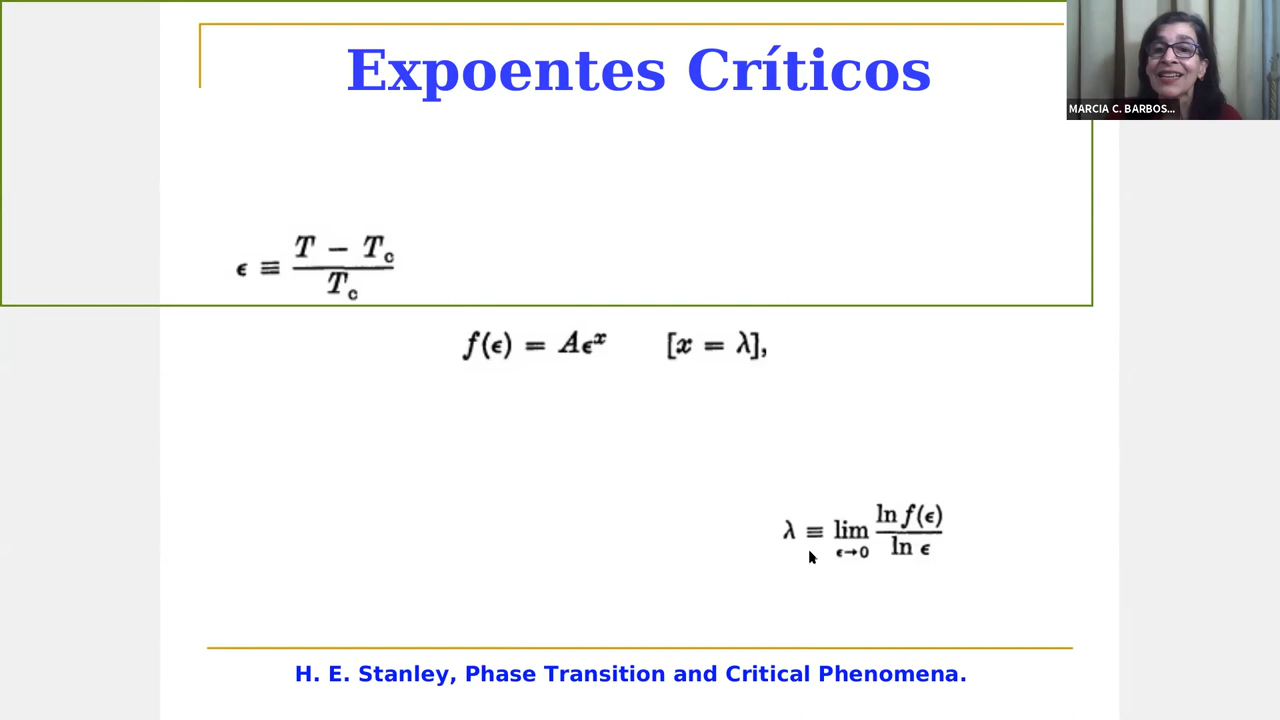 Expoentes Críticos
MARCIA C. BARBOS...
ϵ ≡ (T − T_c) / T_c
f(ϵ) = Aϵ^x [x = λ],
λ ≡ lim_{ϵ→0} ln f(ϵ) / ln ϵ
H. E. Stanley, Phase Transition and Critical Phenomena.